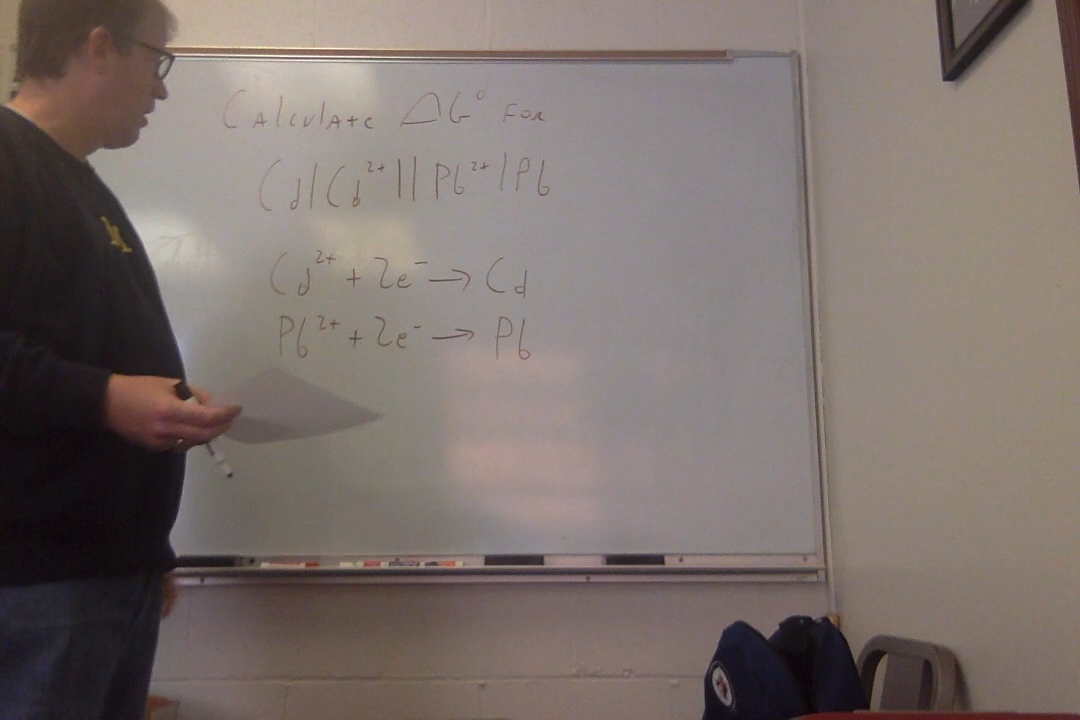 Calculate ΔG° For
Cd|Cd²⁺||Pb²⁺|Pb
Cd²⁺ + 2e⁻ → Cd
Pb²⁺ + 2e⁻ → Pb